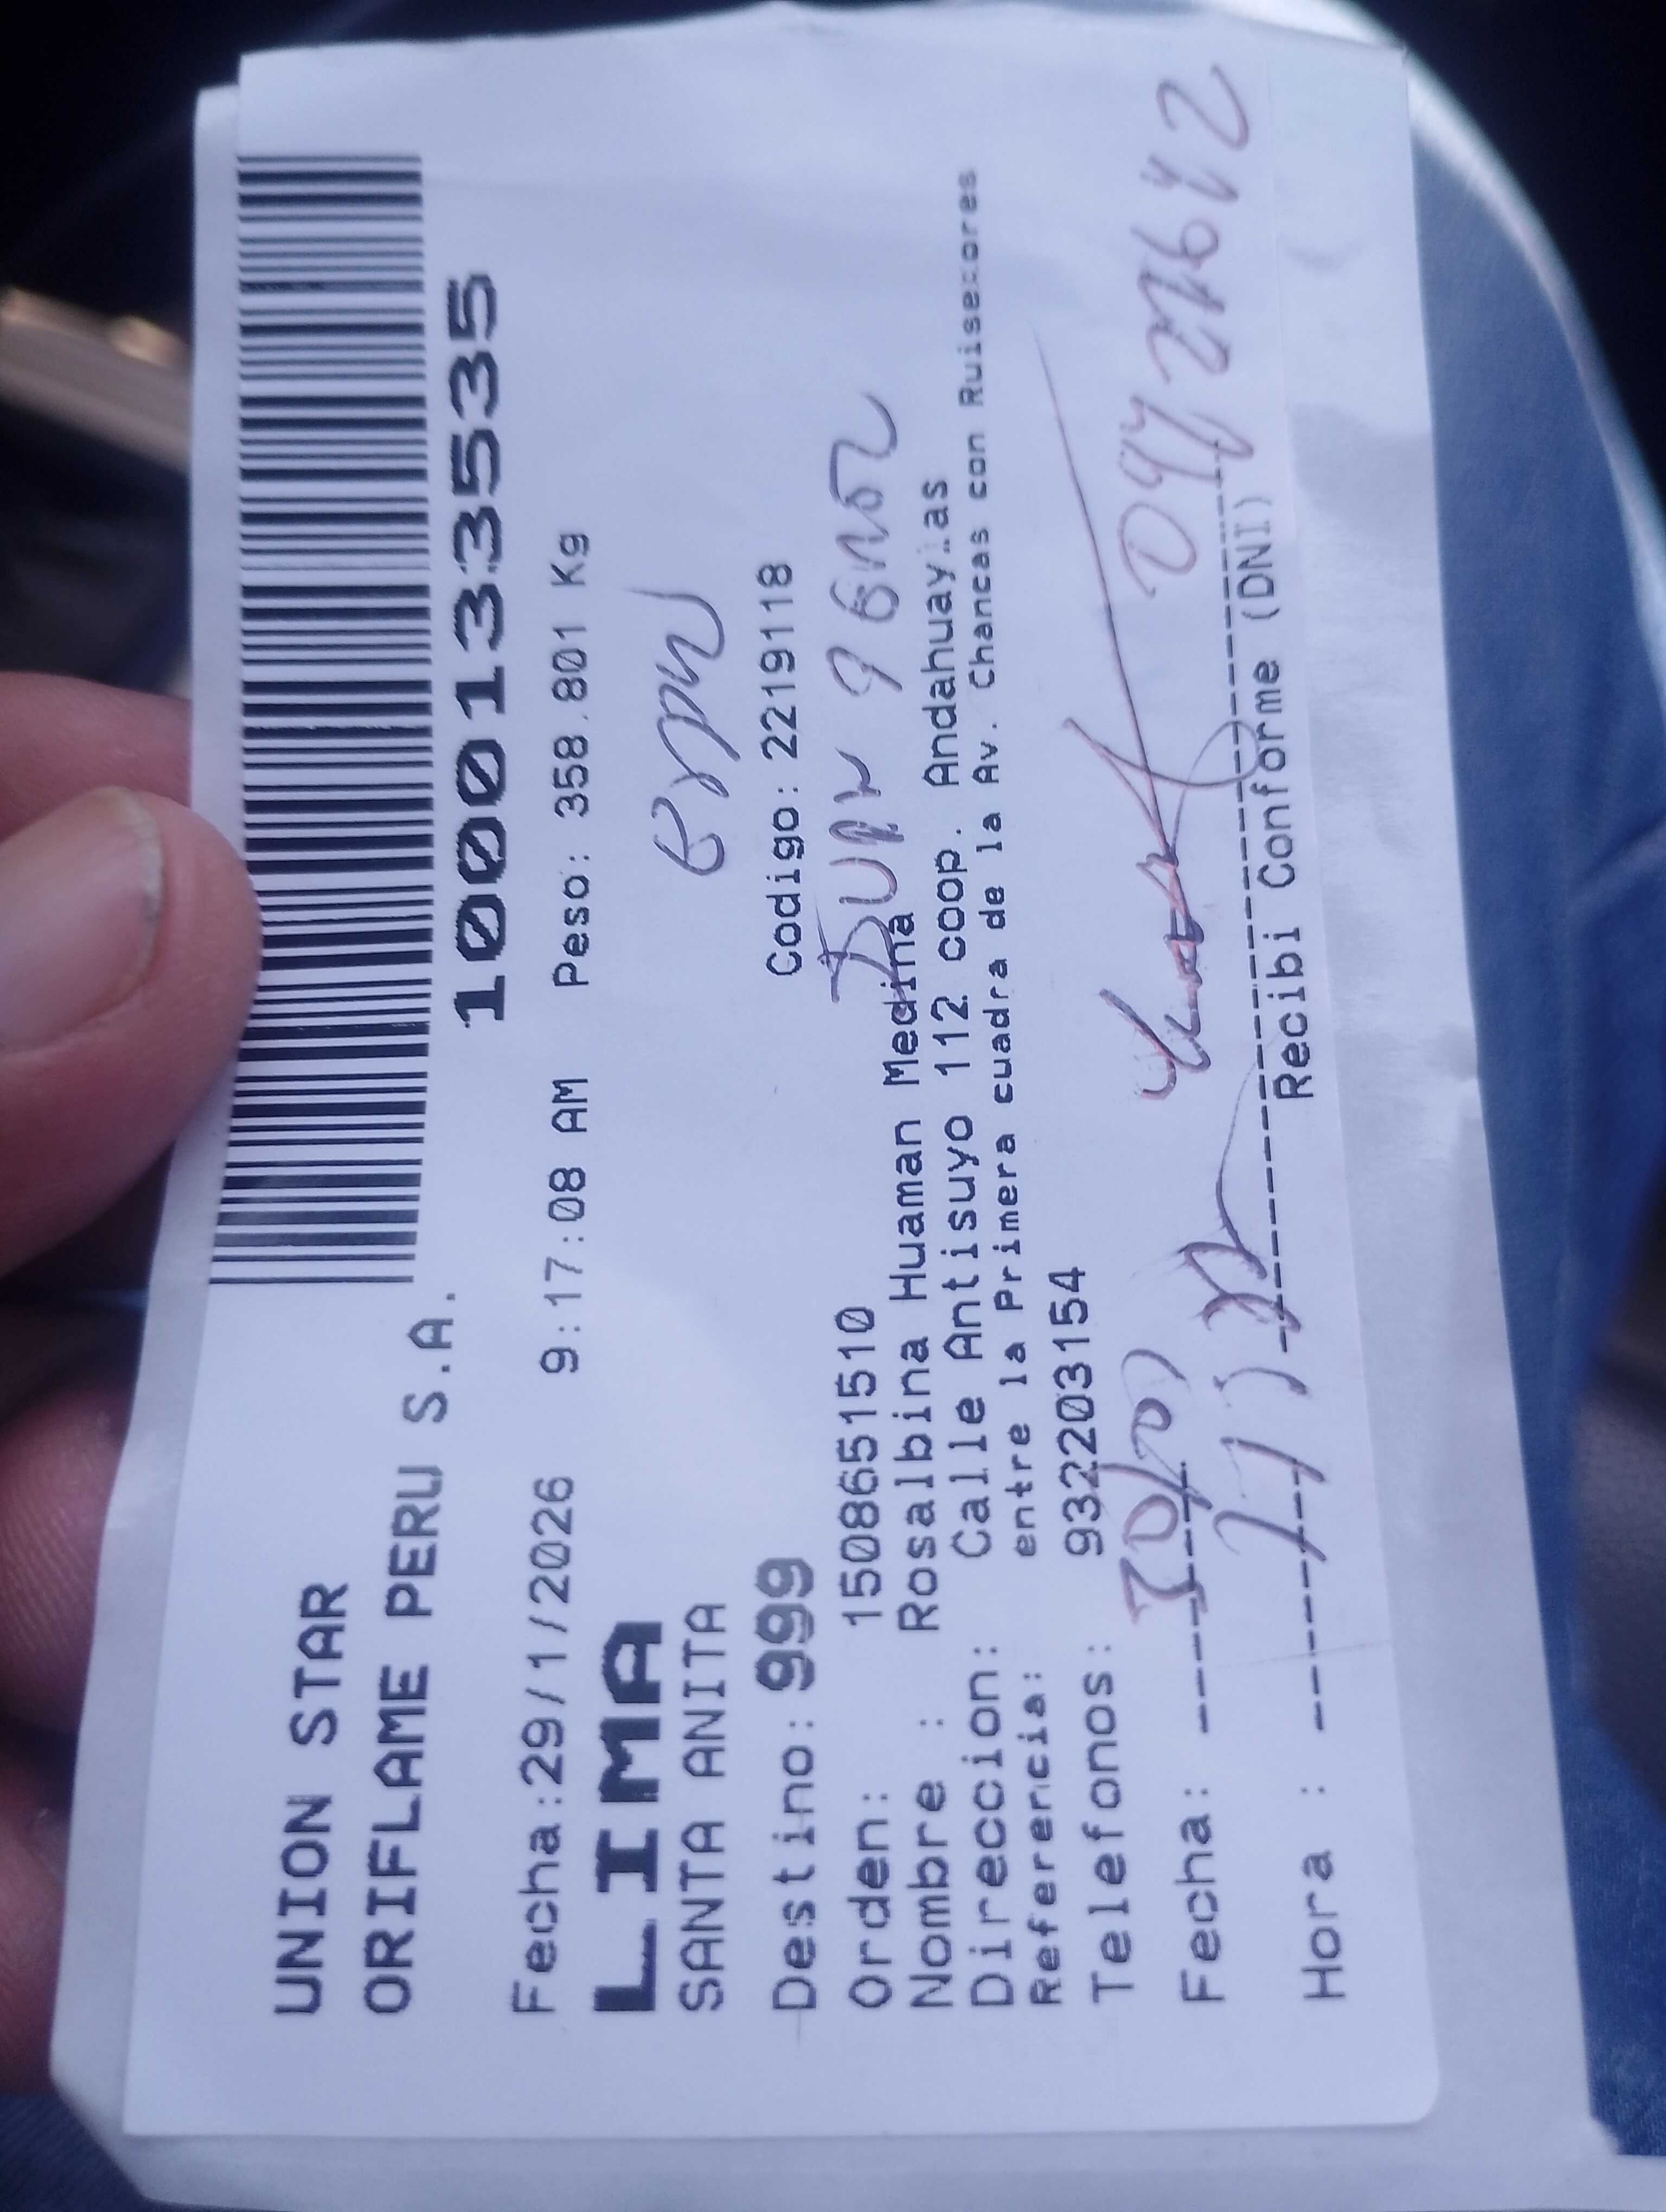 UNION STAR
ORIFLAME PERU S.A.
1000133535
Fecha:29/1/2026 9:17:08 AM Peso: 358.801 Kg
LIMA
SANTA ANITA
Destino: 999 Codigo: 2219118
Orden: 1508651510
Nombre : Rosalbina Huaman Medina
Direccion: Calle Antisuyo 112 coop. Andahuaylas
Referencia: entre la Primera cuadra de la Av. Chancas con Ruiseñores
Telefonos: 932203154
Fecha:
Hora :
Recibi Conforme (DNI)